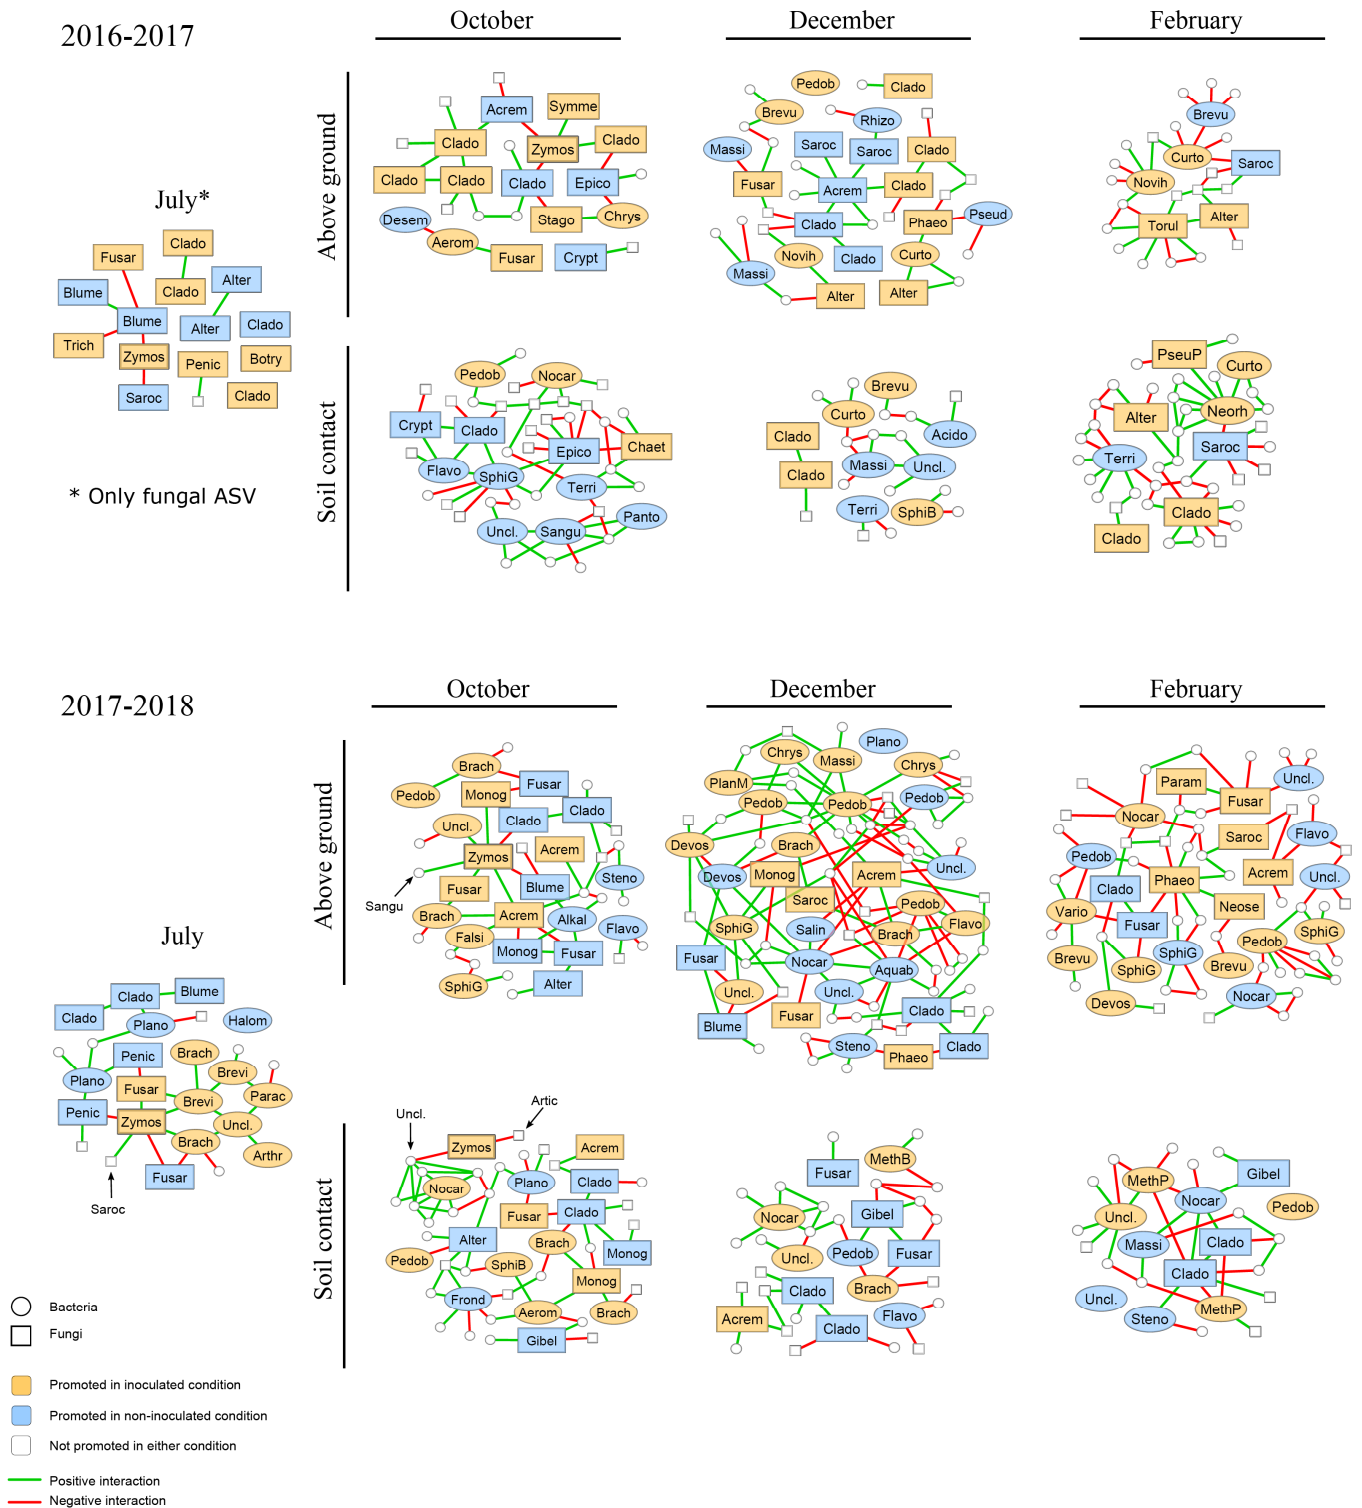 2016-2017
October
December
February
Above ground
July*
Fusar
Clado
Blume
Clado
Alter
Blume
Alter
Clado
Trich
Zymos
Penic
Botry
Saroc
Clado
* Only fungal ASV
Acrem
Symme
Clado
Zymos
Clado
Clado
Clado
Clado
Epico
Desem
Stago
Chrys
Aerom
Fusar
Crypt
Pedob
Clado
Brevu
Rhizo
Massi
Saroc
Saroc
Clado
Fusar
Acrem
Clado
Clado
Phaeo
Pseud
Novih
Clado
Curto
Massi
Alter
Alter
Brevu
Curto
Saroc
Novih
Torul
Alter
Soil contact
Pedob
Nocar
Crypt
Clado
Epico
Chaet
Flavo
SphiG
Terri
Uncl.
Sangu
Panto
Brevu
Curto
Clado
Acido
Clado
Massi
Uncl.
Terri
SphiB
PseuP
Curto
Alter
Neorh
Terri
Saroc
Clado
Clado
2017-2018
October
December
February
Above ground
July
Clado
Blume
Clado
Plano
Halom
Penic
Brach
Plano
Fusar
Brevi
Brevi
Parac
Penic
Zymos
Uncl.
Brach
Arthr
Fusar
Saroc
Brach
Pedob
Monog
Fusar
Uncl.
Clado
Clado
Zymos
Acrem
Sangu
Fusar
Blume
Steno
Brach
Acrem
Alkal
Falsi
Monog
Fusar
Flavo
SphiG
Alter
Chrys
Massi
Plano
Chrys
PlanM
Pedob
Pedob
Pedob
Devos
Brach
Devos
Monog
Acrem
Uncl.
Saroc
Pedob
SphiG
Salin
Brach
Flavo
Fusar
Nocar
Aquab
Uncl.
Uncl.
Blume
Fusar
Clado
Steno
Phaeo
Clado
Param
Uncl.
Nocar
Fusar
Pedob
Saroc
Flavo
Clado
Phaeo
Acrem
Uncl.
Vario
Fusar
Neose
Brevu
SphiG
SphiG
Brevu
Pedob
SphiG
Devos
Nocar
Soil contact
Uncl.
Artic
Zymos
Acrem
Nocar
Plano
Clado
Fusar
Clado
Alter
Brach
Monog
Pedob
SphiB
Monog
Frond
Aerom
Brach
Gibel
Fusar
MethB
Nocar
Gibel
Uncl.
Pedob
Fusar
Clado
Brach
Acrem
Clado
Flavo
MethP
Gibel
Uncl.
Nocar
Pedob
Massi
Clado
Clado
Uncl.
Steno
MethP
Bacteria
Fungi
Promoted in inoculated condition
Promoted in non-inoculated condition
Not promoted in either condition
Positive interaction
Negative interaction